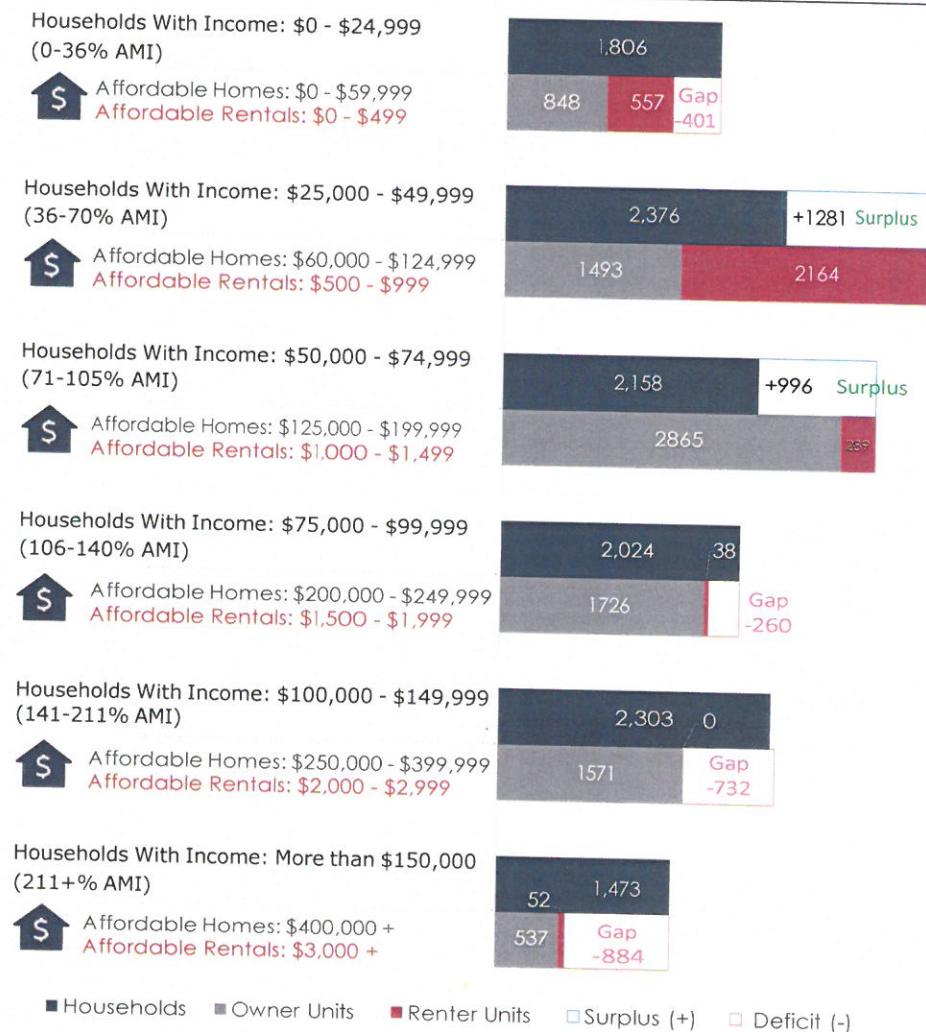 Households With Income: $0 - $24,999
(0-36% AMI)
$
Affordable Homes: $0 - $59,999
Affordable Rentals: $0 - $499
1,806
848 557 Gap
-401
Households With Income: $25,000 - $49,999
(36-70% AMI)
$
Affordable Homes: $60,000 - $124,999
Affordable Rentals: $500 - $999
2,376 +1281 Surplus
1493 2164
Households With Income: $50,000 - $74,999
(71-105% AMI)
$
Affordable Homes: $125,000 - $199,999
Affordable Rentals: $1,000 - $1,499
2,158 +996 Surplus
2865 289
Households With Income: $75,000 - $99,999
(106-140% AMI)
$
Affordable Homes: $200,000 - $249,999
Affordable Rentals: $1,500 - $1,999
2,024 38
1726 Gap
-260
Households With Income: $100,000 - $149,999
(141-211% AMI)
$
Affordable Homes: $250,000 - $399,999
Affordable Rentals: $2,000 - $2,999
2,303 0
1571 Gap
-732
Households With Income: More than $150,000
(211+% AMI)
$
Affordable Homes: $400,000 +
Affordable Rentals: $3,000 +
52 1,473
537 Gap
-884
Households Owner Units Renter Units Surplus (+) Deficit (-)